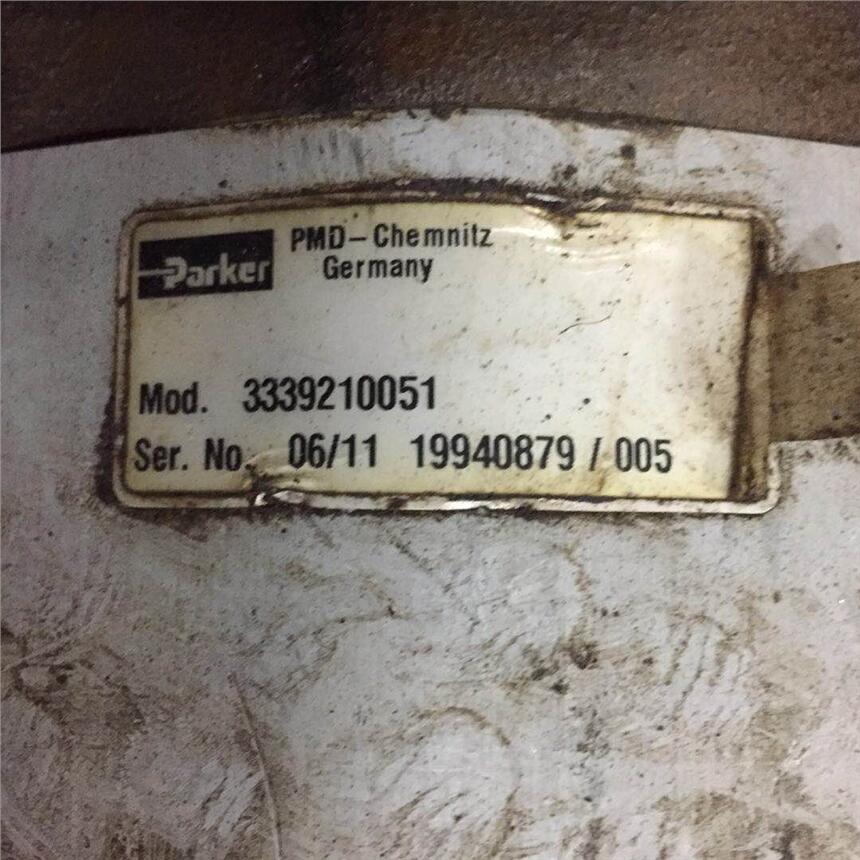 Parker
PMD-Chemnitz
Germany
Mod. 3339210051
Ser. No. 06/11 19940879 / 005